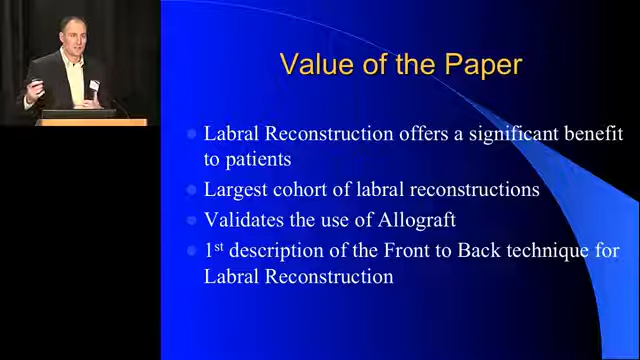 Value of the Paper
Labral Reconstruction offers a significant benefit
to patients
Largest cohort of labral reconstructions
Validates the use of Allograft
1st description of the Front to Back technique for
Labral Reconstruction